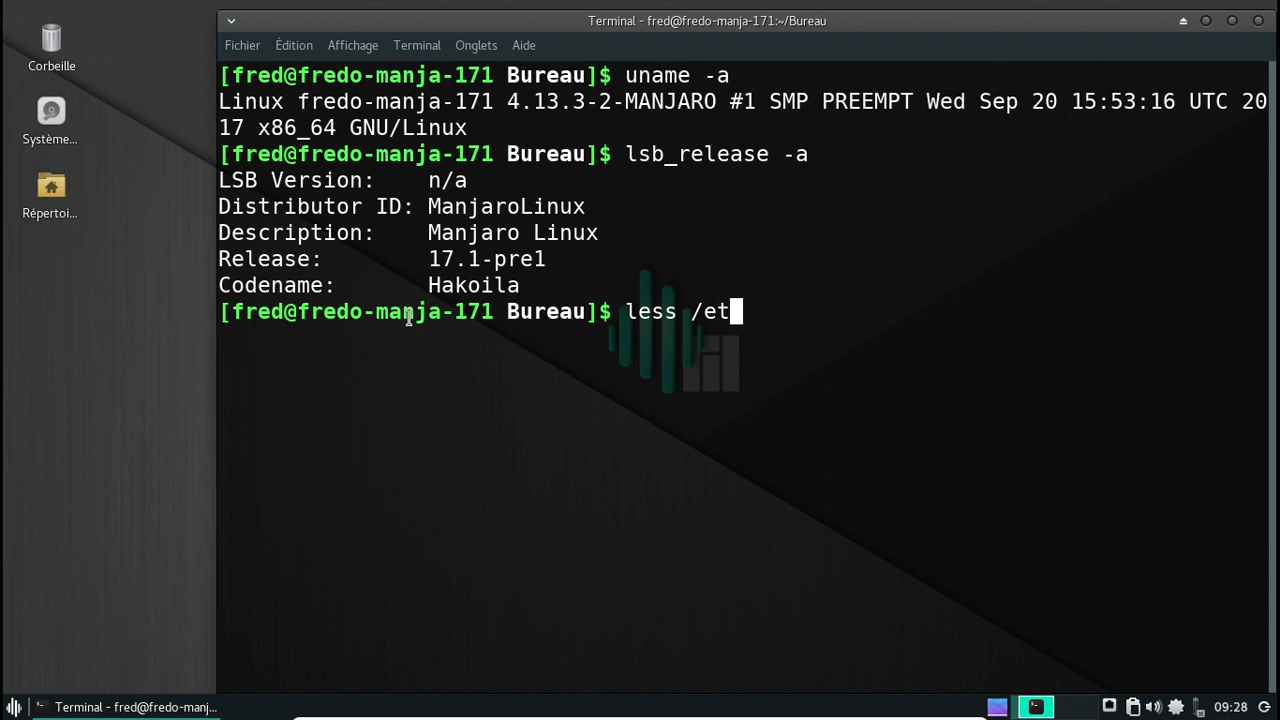 Terminal - fred@fredo-manja-171:~/Bureau
Fichier Édition Affichage Terminal Onglets Aide
[fred@fredo-manja-171 Bureau]$ uname -a
Linux fredo-manja-171 4.13.3-2-MANJARO #1 SMP PREEMPT Wed Sep 20 15:53:16 UTC 20
17 x86_64 GNU/Linux
[fred@fredo-manja-171 Bureau]$ lsb_release -a
LSB Version: n/a
Distributor ID: ManjaroLinux
Description: Manjaro Linux
Release: 17.1-pre1
Codename: Hakoila
[fred@fredo-manja-171 Bureau]$ less /et
Corbeille
Système...
Répertoi...
Terminal - fred@fredo-manj...
09:28